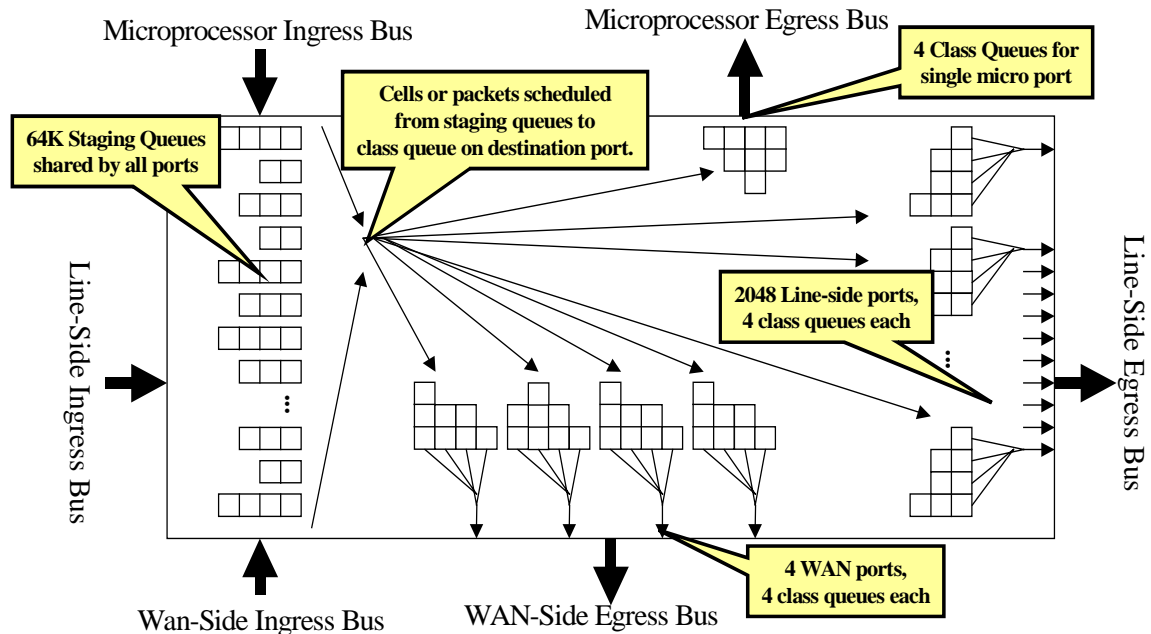 Microprocessor Ingress Bus
Microprocessor Egress Bus
4 Class Queues for
single micro port
Cells or packets scheduled
from staging queues to
class queue on destination port.
64K Staging Queues
shared by all ports
Line-Side Ingress Bus
2048 Line-side ports,
4 class queues each
Line-Side Egress Bus
...
...
4 WAN ports,
4 class queues each
Wan-Side Ingress Bus
WAN-Side Egress Bus